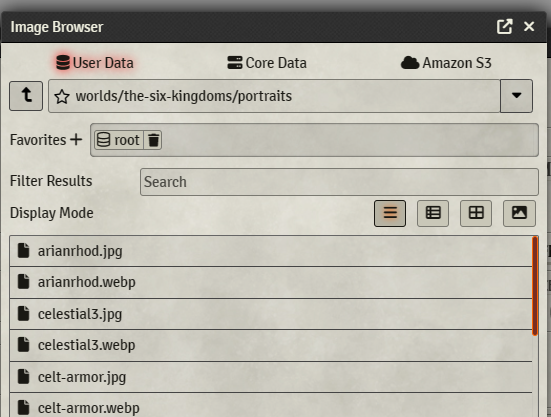 Image Browser
User Data
Core Data
Amazon S3
worlds/the-six-kingdoms/portraits
Favorites
root
Filter Results
Search
Display Mode
arianrhod.jpg
arianrhod.webp
celestial3.jpg
celestial3.webp
celt-armor.jpg
celt-armor.webp